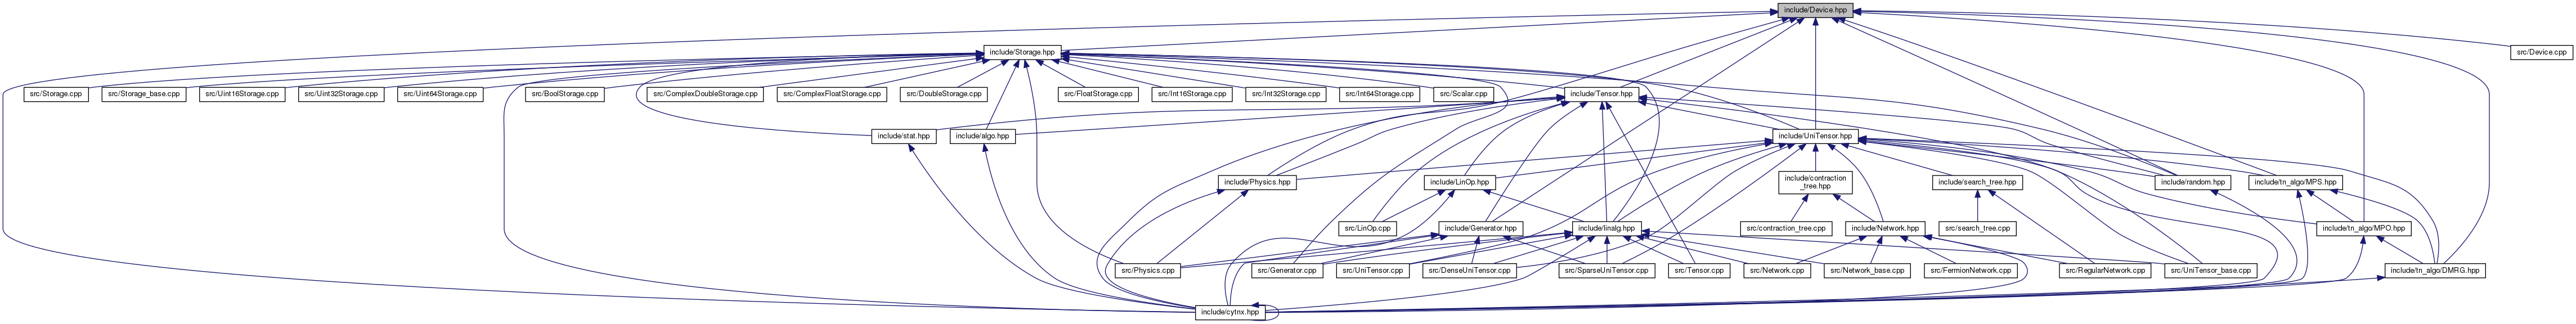 include/Device.hpp
include/Storage.hpp
src/Device.cpp
src/Storage.cpp
src/Storage_base.cpp
src/Uint16Storage.cpp
src/Uint32Storage.cpp
src/Uint64Storage.cpp
src/BoolStorage.cpp
src/ComplexDoubleStorage.cpp
src/ComplexFloatStorage.cpp
src/DoubleStorage.cpp
src/FloatStorage.cpp
src/Int16Storage.cpp
src/Int32Storage.cpp
src/Int64Storage.cpp
src/Scalar.cpp
include/Tensor.hpp
include/stat.hpp
include/algo.hpp
include/UniTensor.hpp
include/Physics.hpp
include/LinOp.hpp
include/contraction
_tree.hpp
include/search_tree.hpp
include/random.hpp
include/tn_algo/MPS.hpp
src/LinOp.cpp
include/Generator.hpp
include/linalg.hpp
src/contraction_tree.cpp
include/Network.hpp
src/search_tree.cpp
include/tn_algo/MPO.hpp
src/Physics.cpp
src/Generator.cpp
src/UniTensor.cpp
src/DenseUniTensor.cpp
src/SparseUniTensor.cpp
src/Tensor.cpp
src/Network.cpp
src/Network_base.cpp
src/FermionNetwork.cpp
src/RegularNetwork.cpp
src/UniTensor_base.cpp
include/tn_algo/DMRG.hpp
include/cytnx.hpp